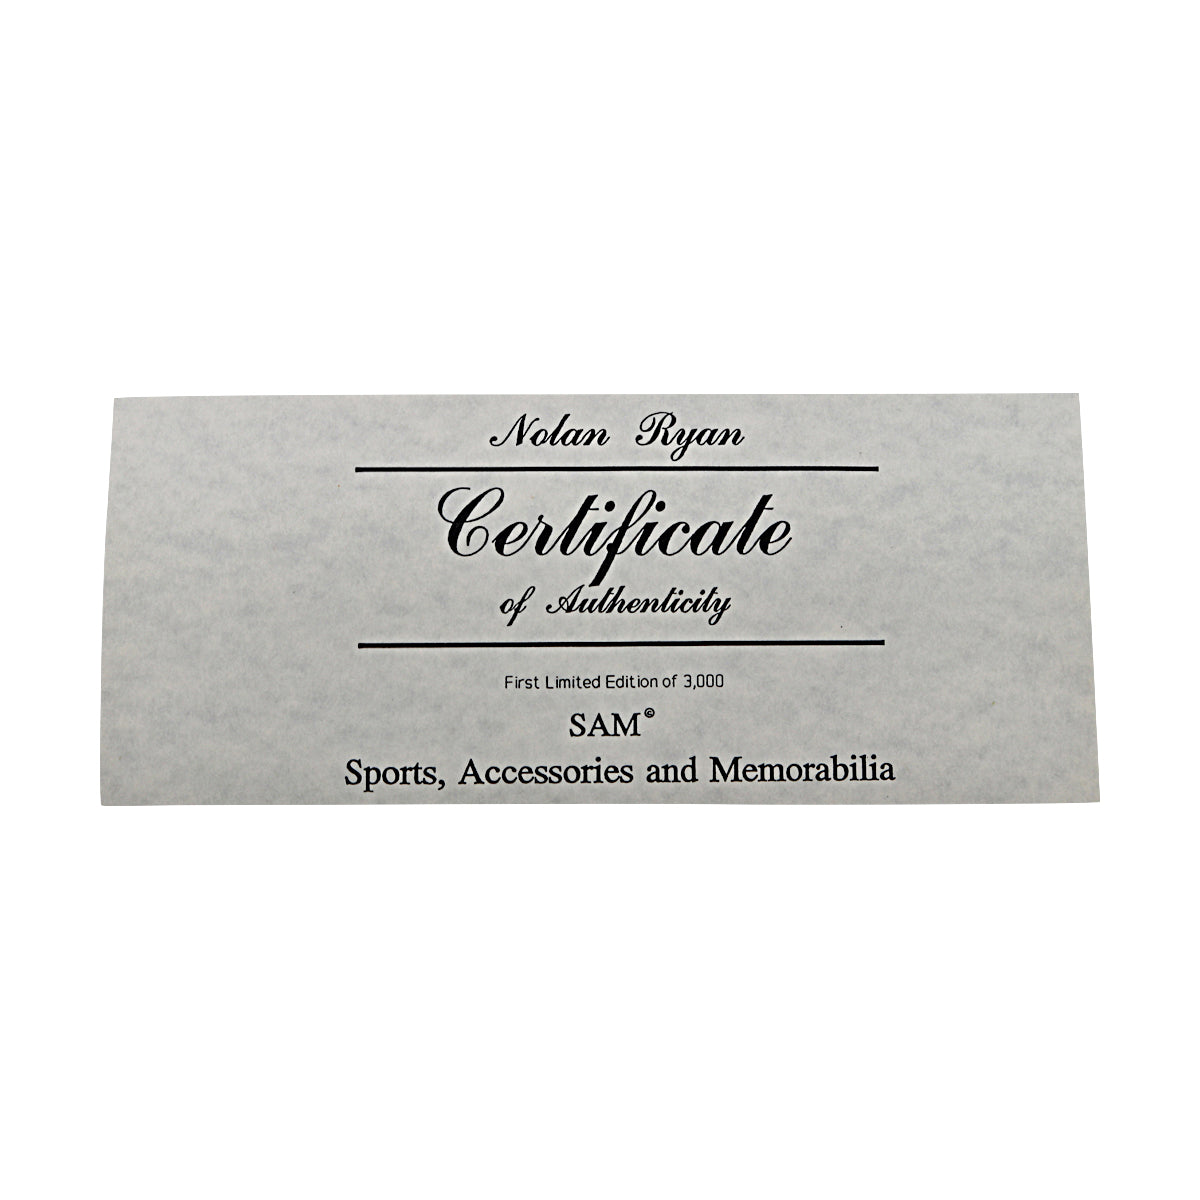 Nolan Ryan
Certificate
of Authenticity
First Limited Edition of 3,000
SAM©
Sports, Accessories and Memorabilia